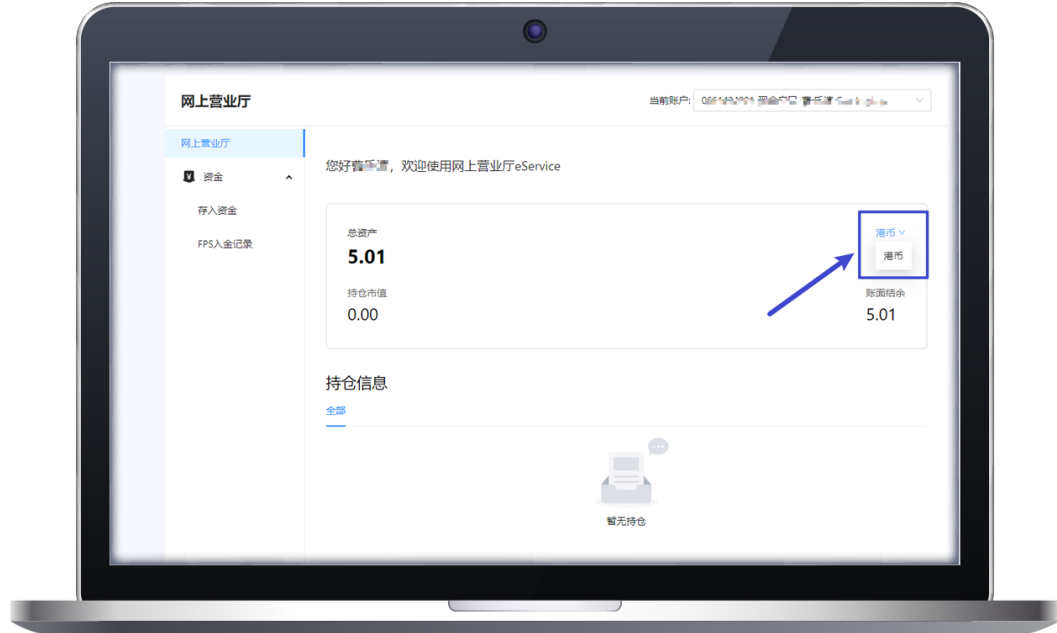 网上营业厅
当前账户:
网上营业厅
资金
存入资金
FPS入金记录
您好，欢迎使用网上营业厅eService
总资产
港币
5.01
港币
持仓市值
账面结余
0.00
5.01
持仓信息
全部
暂无持仓